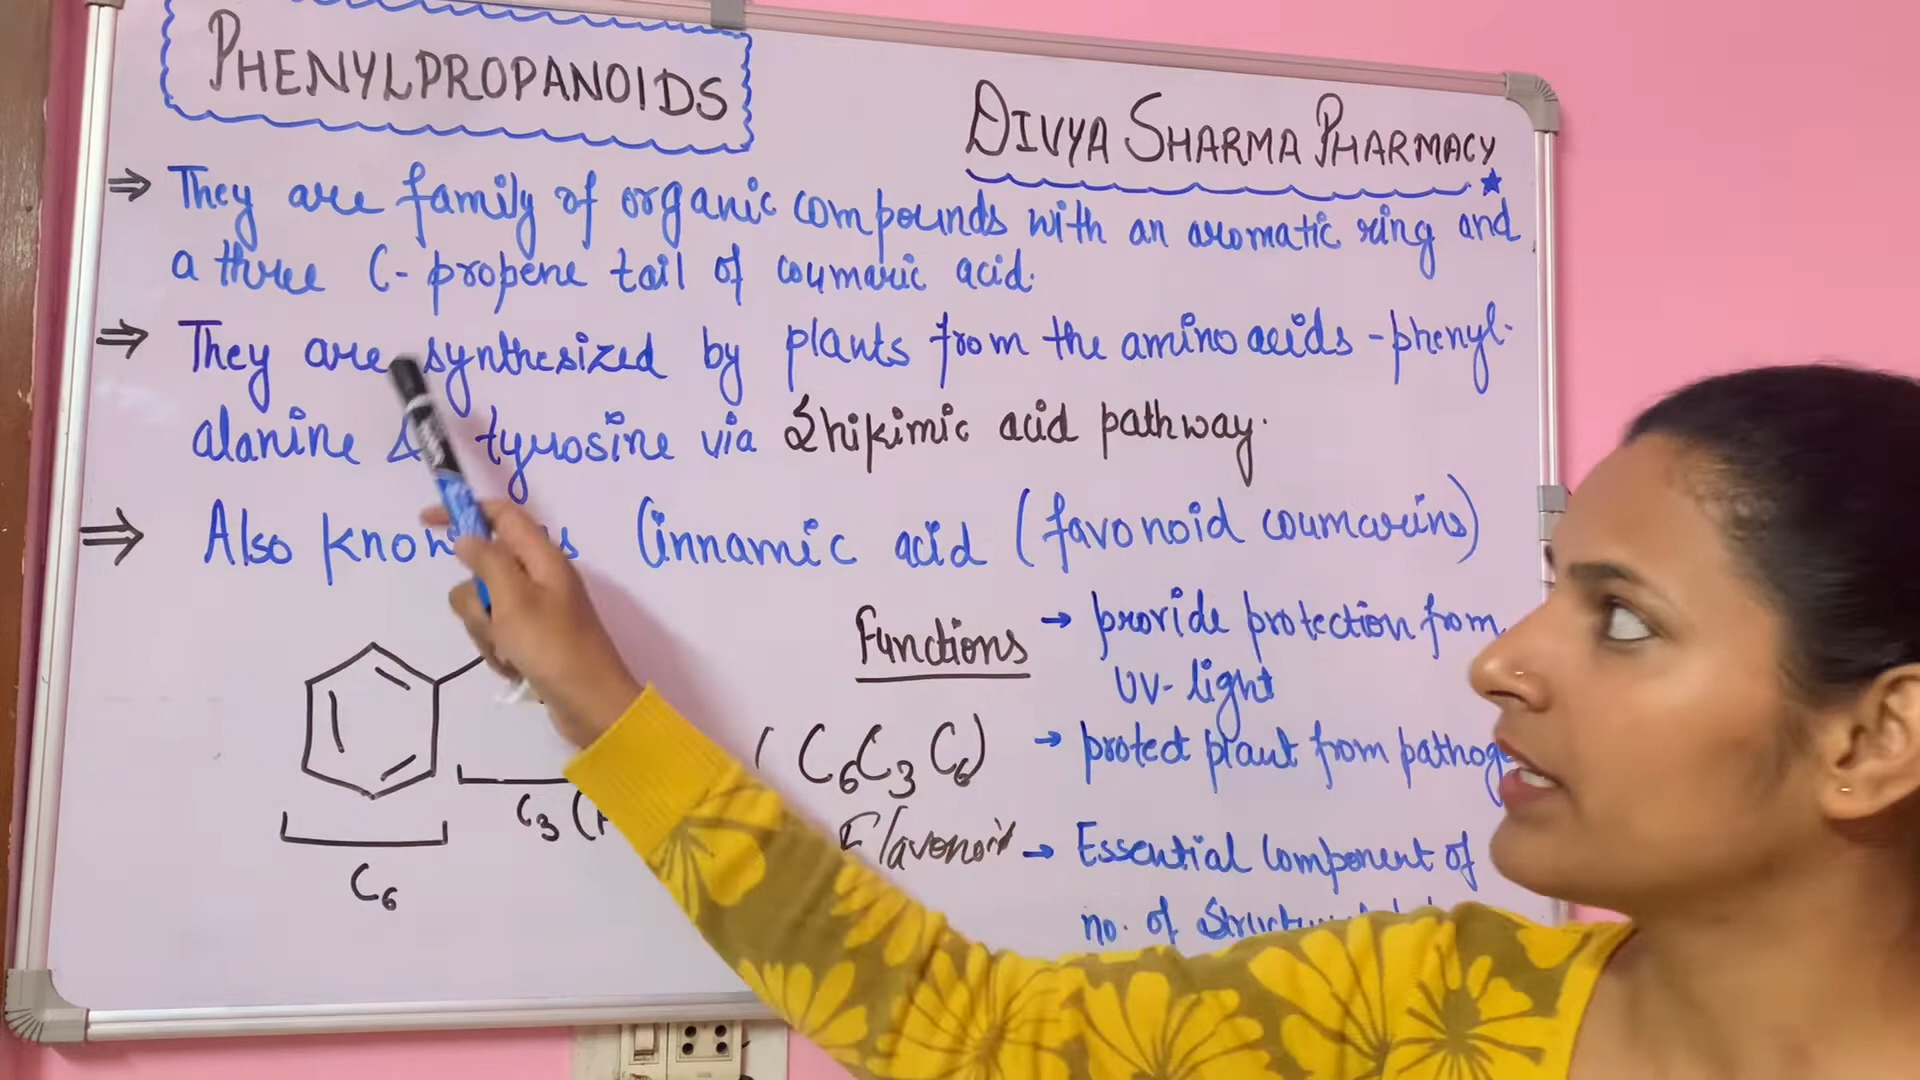 PHENYLPROPANOIDS
DIVYA SHARMA PHARMACY
⇒ They are family of organic compounds with an aromatic ring and
a three C- propene tail of coumaric acid.
⇒ They are synthesized by plants from the amino acids - phenyl-
alanine & tyrosine via Shikimic acid pathway.
⇒ Also Cinnamic acid (favonoid coumarins)
Functions → provide protection from
UV- light
(C6C3C6) → protect plant from
Flavonoid → Essential Component of
no. of
C3
C6